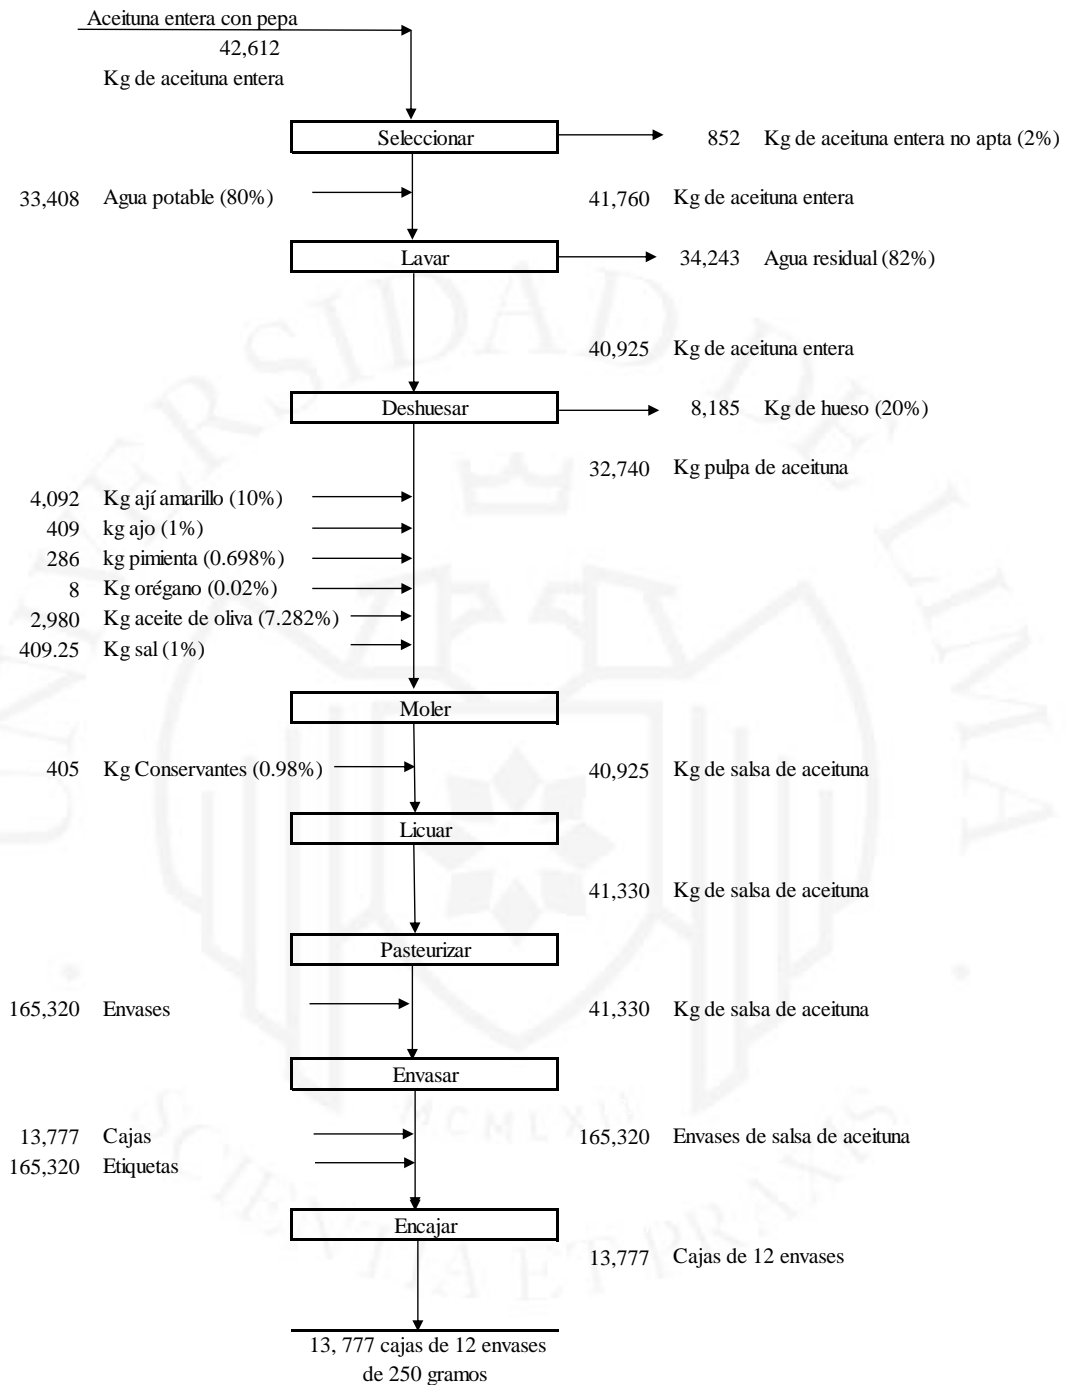 Aceituna entera con pepa
42,612
Kg de aceituna entera
Seleccionar
852 Kg de aceituna entera no apta (2%)
33,408 Agua potable (80%)
41,760 Kg de aceituna entera
Lavar
34,243 Agua residual (82%)
40,925 Kg de aceituna entera
Deshuesar
8,185 Kg de hueso (20%)
32,740 Kg pulpa de aceituna
4,092 Kg ají amarillo (10%)
409 kg ajo (1%)
286 kg pimienta (0.698%)
8 Kg orégano (0.02%)
2,980 Kg aceite de oliva (7.282%)
409.25 Kg sal (1%)
Moler
405 Kg Conservantes (0.98%)
40,925 Kg de salsa de aceituna
Licuar
41,330 Kg de salsa de aceituna
Pasteurizar
165,320 Envases
41,330 Kg de salsa de aceituna
Envasar
13,777 Cajas
165,320 Envases de salsa de aceituna
165,320 Etiquetas
Encajar
13,777 Cajas de 12 envases
13, 777 cajas de 12 envases
de 250 gramos
UNIVERSIDAD DE LIMA
MCMLXII
SCIENTIA ET PRAXIS